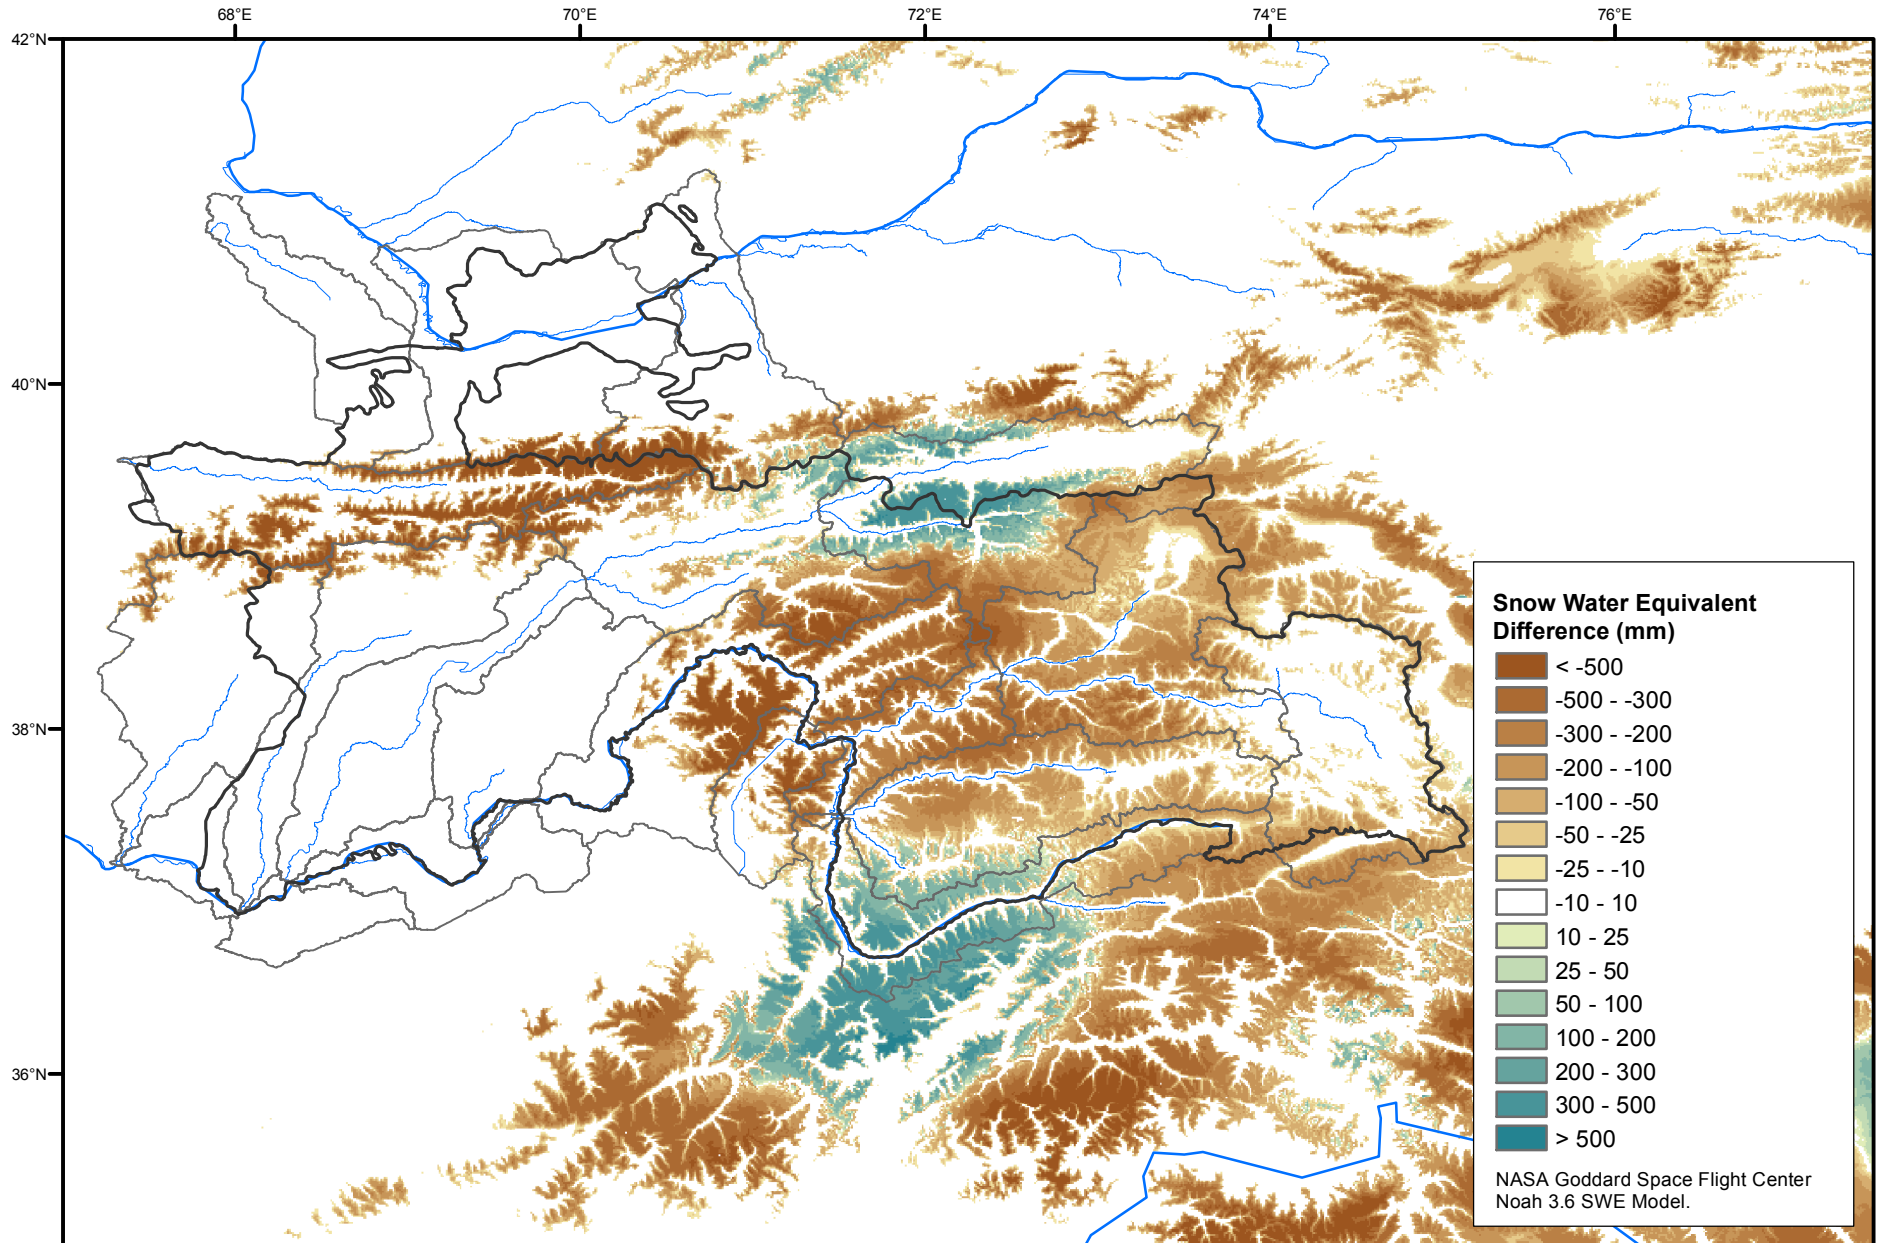 68°E
70°E
72°E
74°E
76°E
42°N
40°N
38°N
36°N
Snow Water Equivalent
Difference (mm)
< -500
-500 - -300
-300 - -200
-200 - -100
-100 - -50
-50 - -25
-25 - -10
-10 - 10
10 - 25
25 - 50
50 - 100
100 - 200
200 - 300
300 - 500
> 500
NASA Goddard Space Flight Center
Noah 3.6 SWE Model.